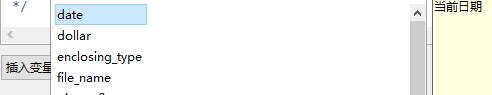 */
date
当前日期
dollar
enclosing_type
插入变量
file_name